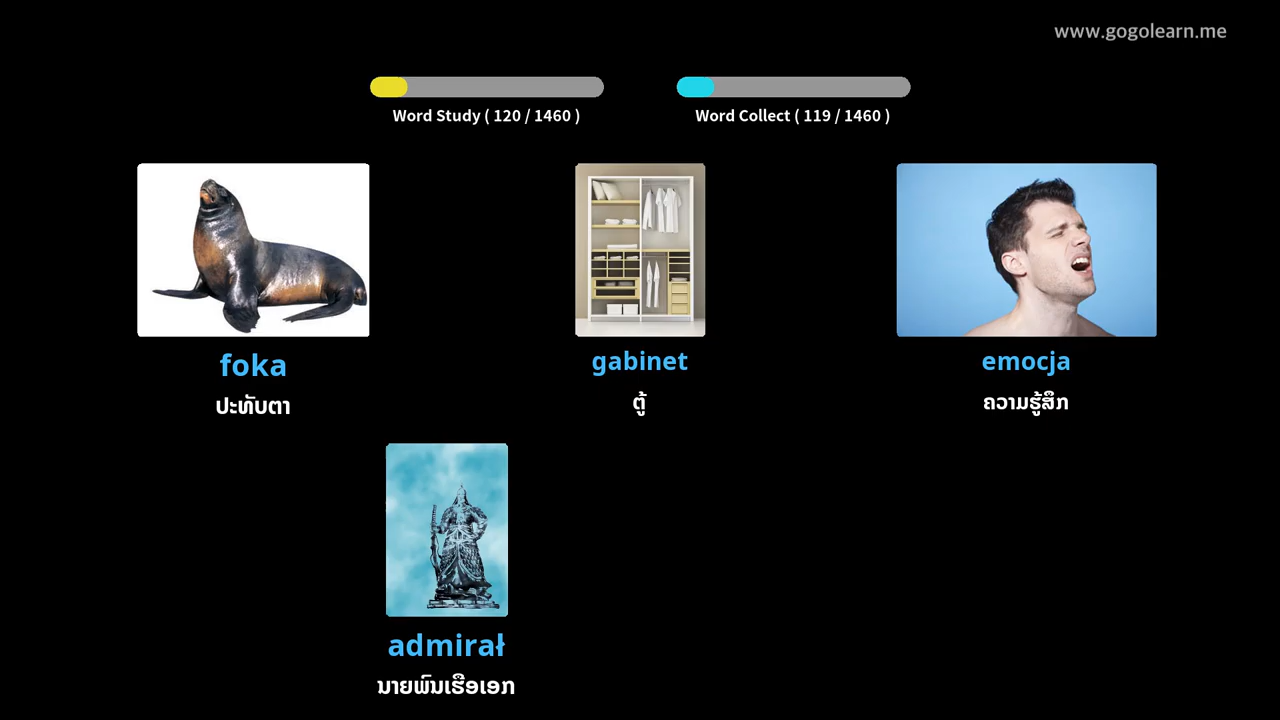 www.gogolearn.me
Word Study ( 120 / 1460 )
Word Collect ( 119 / 1460 )
foka
ປະທັບຕາ
gabinet
ຕູ້
emocja
ຄວາມຮູ້ສຶກ
admirał
ນາຍພົນເຮືອເອກ